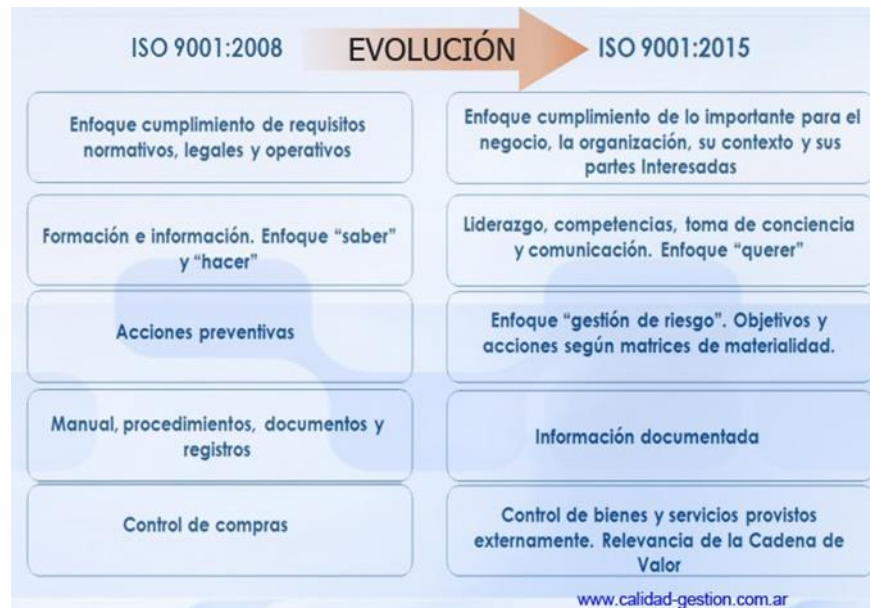 ISO 9001:2008
EVOLUCIÓN
ISO 9001:2015
Enfoque cumplimiento de requisitos
normativos, legales y operativos
Enfoque cumplimiento de lo importante para el
negocio, la organización, su contexto y sus
partes Interesadas
Formación e información. Enfoque “saber”
y “hacer”
Liderazgo, competencias, toma de conciencia
y comunicación. Enfoque “querer”
Acciones preventivas
Enfoque “gestión de riesgo”. Objetivos y
acciones según matrices de materialidad.
Manual, procedimientos, documentos y
registros
Información documentada
Control de compras
Control de bienes y servicios provistos
externamente. Relevancia de la Cadena de
Valor
www.calidad-gestion.com.ar